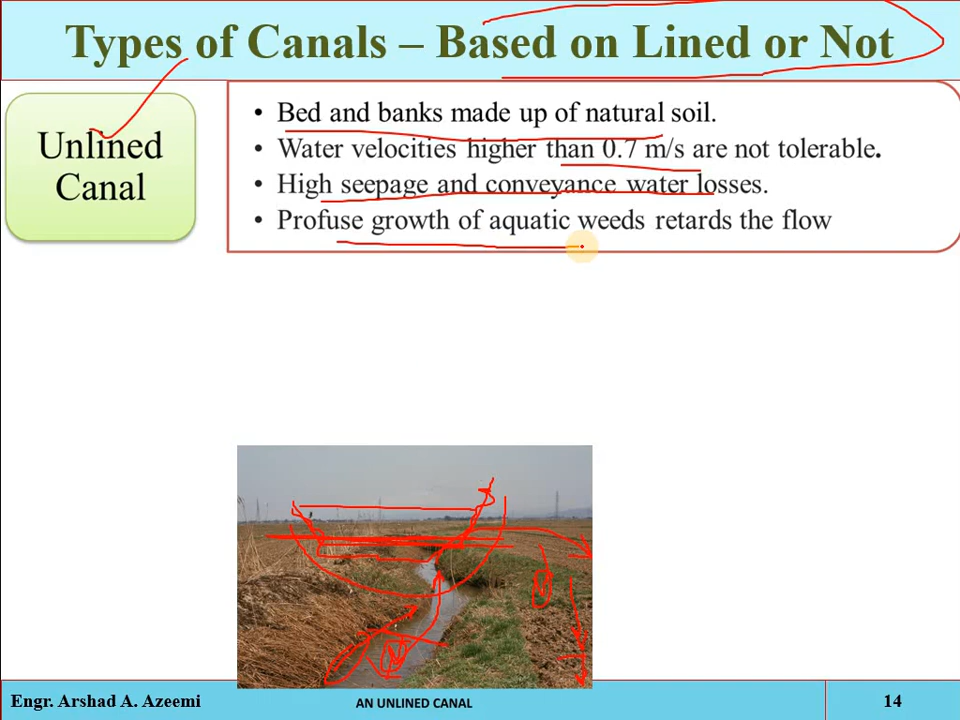 Types of Canals – Based on Lined or Not
Unlined
Canal
• Bed and banks made up of natural soil.
• Water velocities higher than 0.7 m/s are not tolerable.
• High seepage and conveyance water losses.
• Profuse growth of aquatic weeds retards the flow
Engr. Arshad A. Azeemi
AN UNLINED CANAL
14